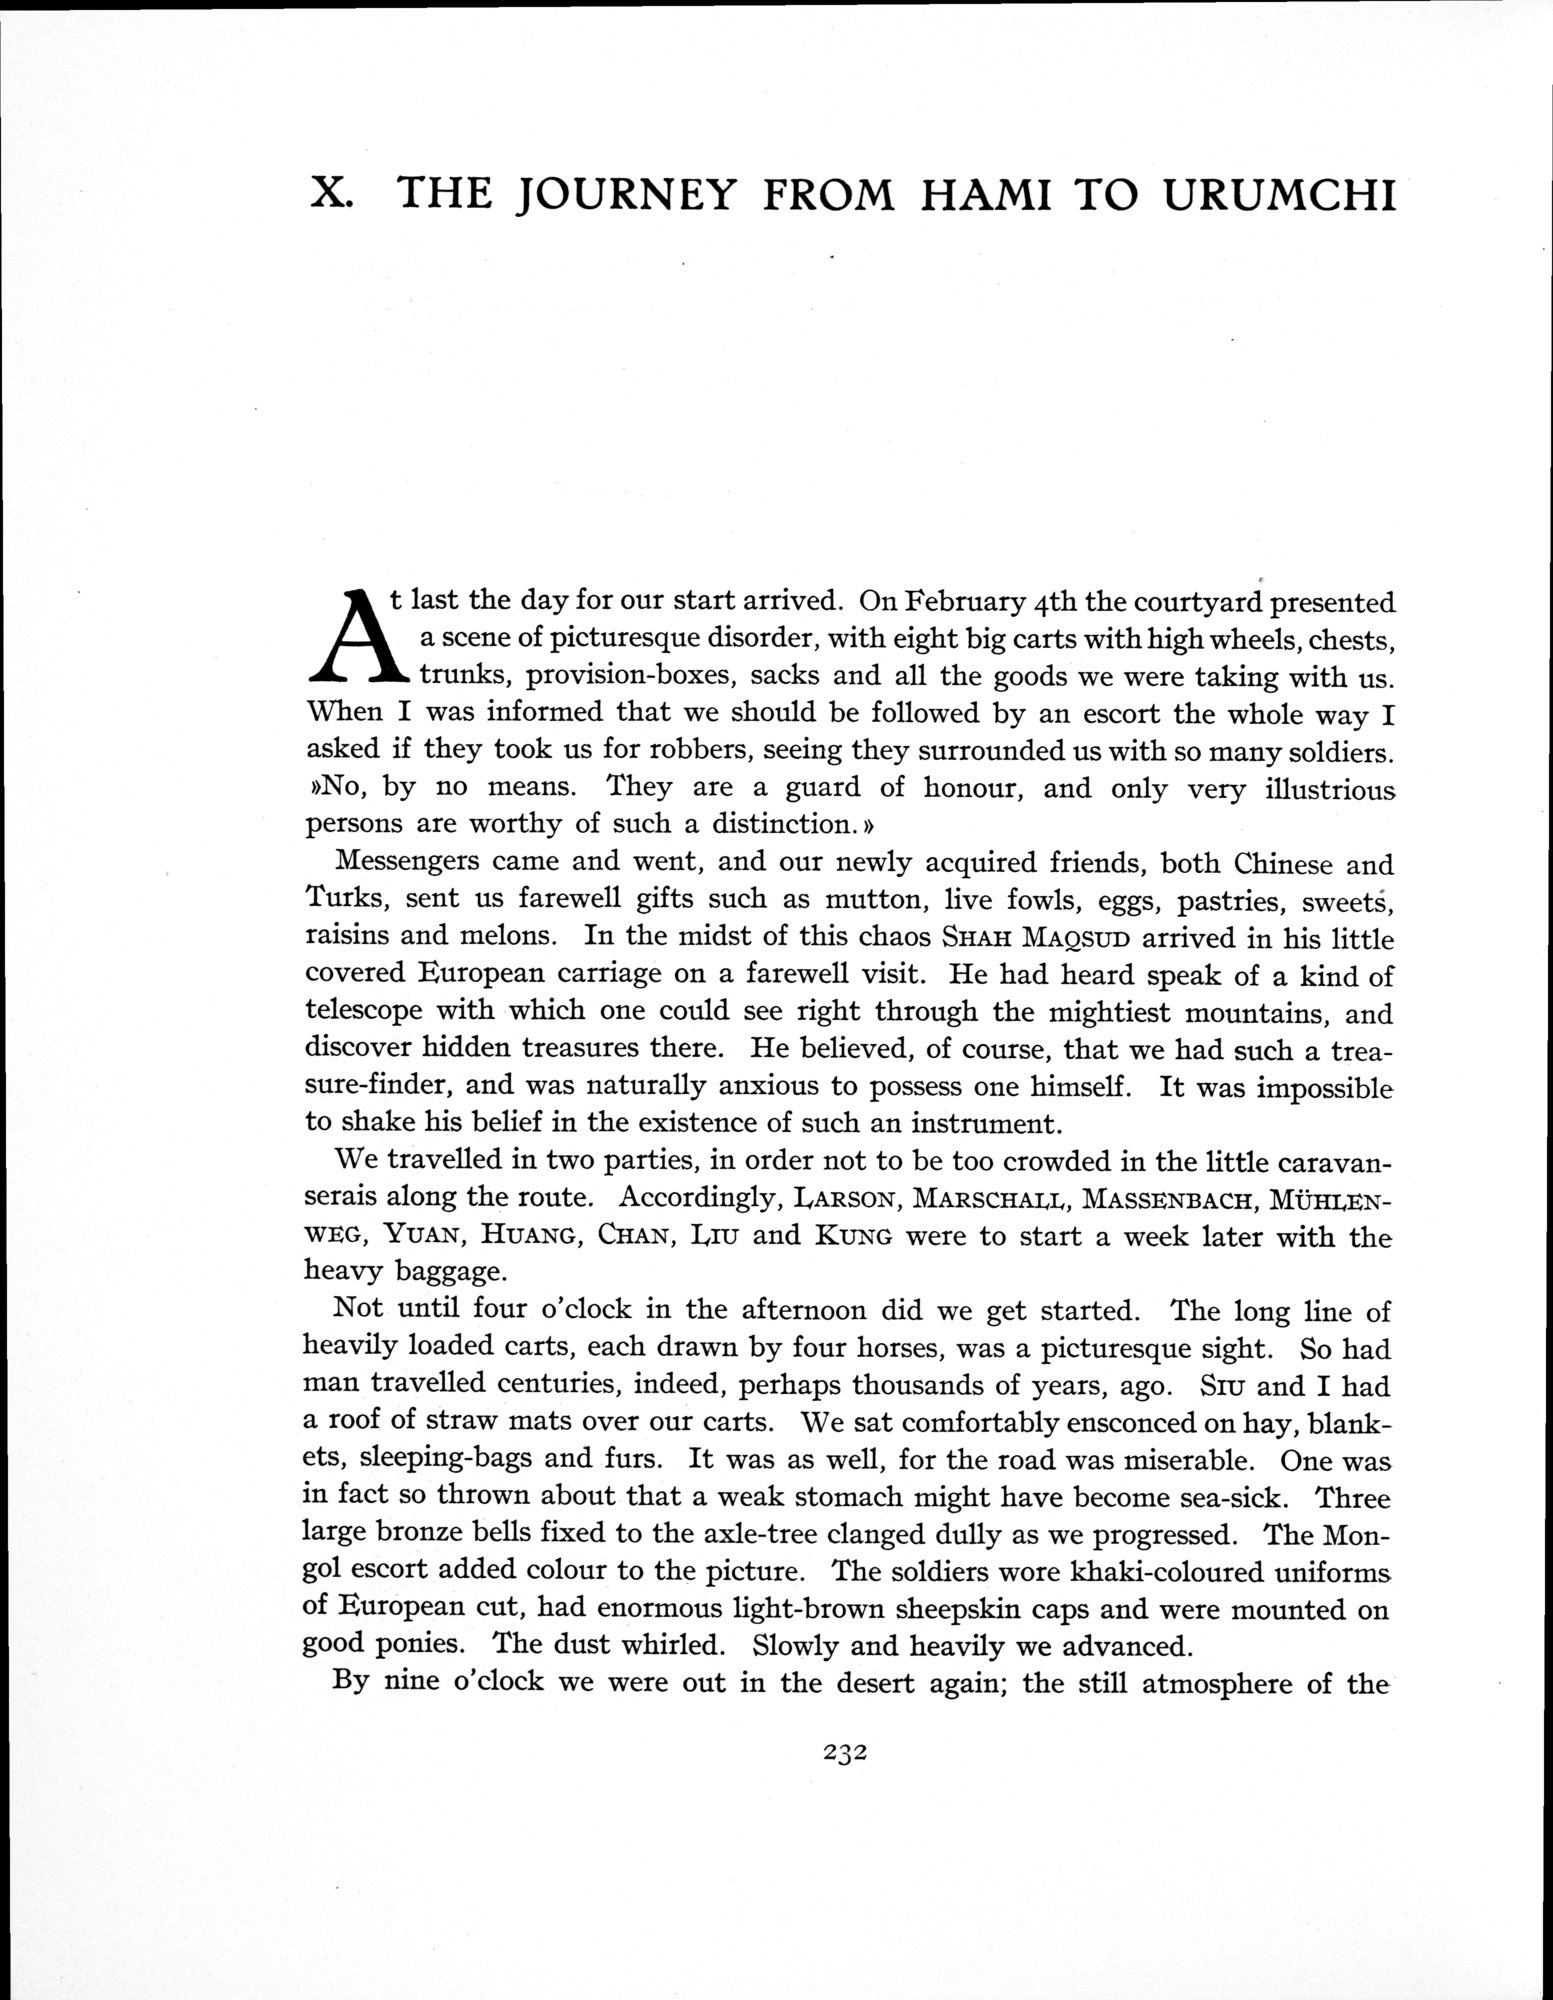 X. THE JOURNEY FROM HAMI TO URUMCHI
At last the day for our start arrived. On February 4th the courtyard presented
a scene of picturesque disorder, with eight big carts with high wheels, chests,
trunks, provision-boxes, sacks and all the goods we were taking with us.
When I was informed that we should be followed by an escort the whole way I
asked if they took us for robbers, seeing they surrounded us with so many soldiers.
»No, by no means. They are a guard of honour, and only very illustrious
persons are worthy of such a distinction.»
Messengers came and went, and our newly acquired friends, both Chinese and
Turks, sent us farewell gifts such as mutton, live fowls, eggs, pastries, sweets,
raisins and melons. In the midst of this chaos SHAH MAQSUD arrived in his little
covered European carriage on a farewell visit. He had heard speak of a kind of
telescope with which one could see right through the mightiest mountains, and
discover hidden treasures there. He believed, of course, that we had such a trea-
sure-finder, and was naturally anxious to possess one himself. It was impossible
to shake his belief in the existence of such an instrument.
We travelled in two parties, in order not to be too crowded in the little caravan-
serais along the route. Accordingly, LARSON, MARSCHALL, MASSENBACH, MÜHLEN-
WEG, YUAN, HUANG, CHAN, LIU and KUNG were to start a week later with the
heavy baggage.
Not until four o'clock in the afternoon did we get started. The long line of
heavily loaded carts, each drawn by four horses, was a picturesque sight. So had
man travelled centuries, indeed, perhaps thousands of years, ago. SIU and I had
a roof of straw mats over our carts. We sat comfortably ensconced on hay, blank-
ets, sleeping-bags and furs. It was as well, for the road was miserable. One was
in fact so thrown about that a weak stomach might have become sea-sick. Three
large bronze bells fixed to the axle-tree clanged dully as we progressed. The Mon-
gol escort added colour to the picture. The soldiers wore khaki-coloured uniforms
of European cut, had enormous light-brown sheepskin caps and were mounted on
good ponies. The dust whirled. Slowly and heavily we advanced.
By nine o'clock we were out in the desert again; the still atmosphere of the
232